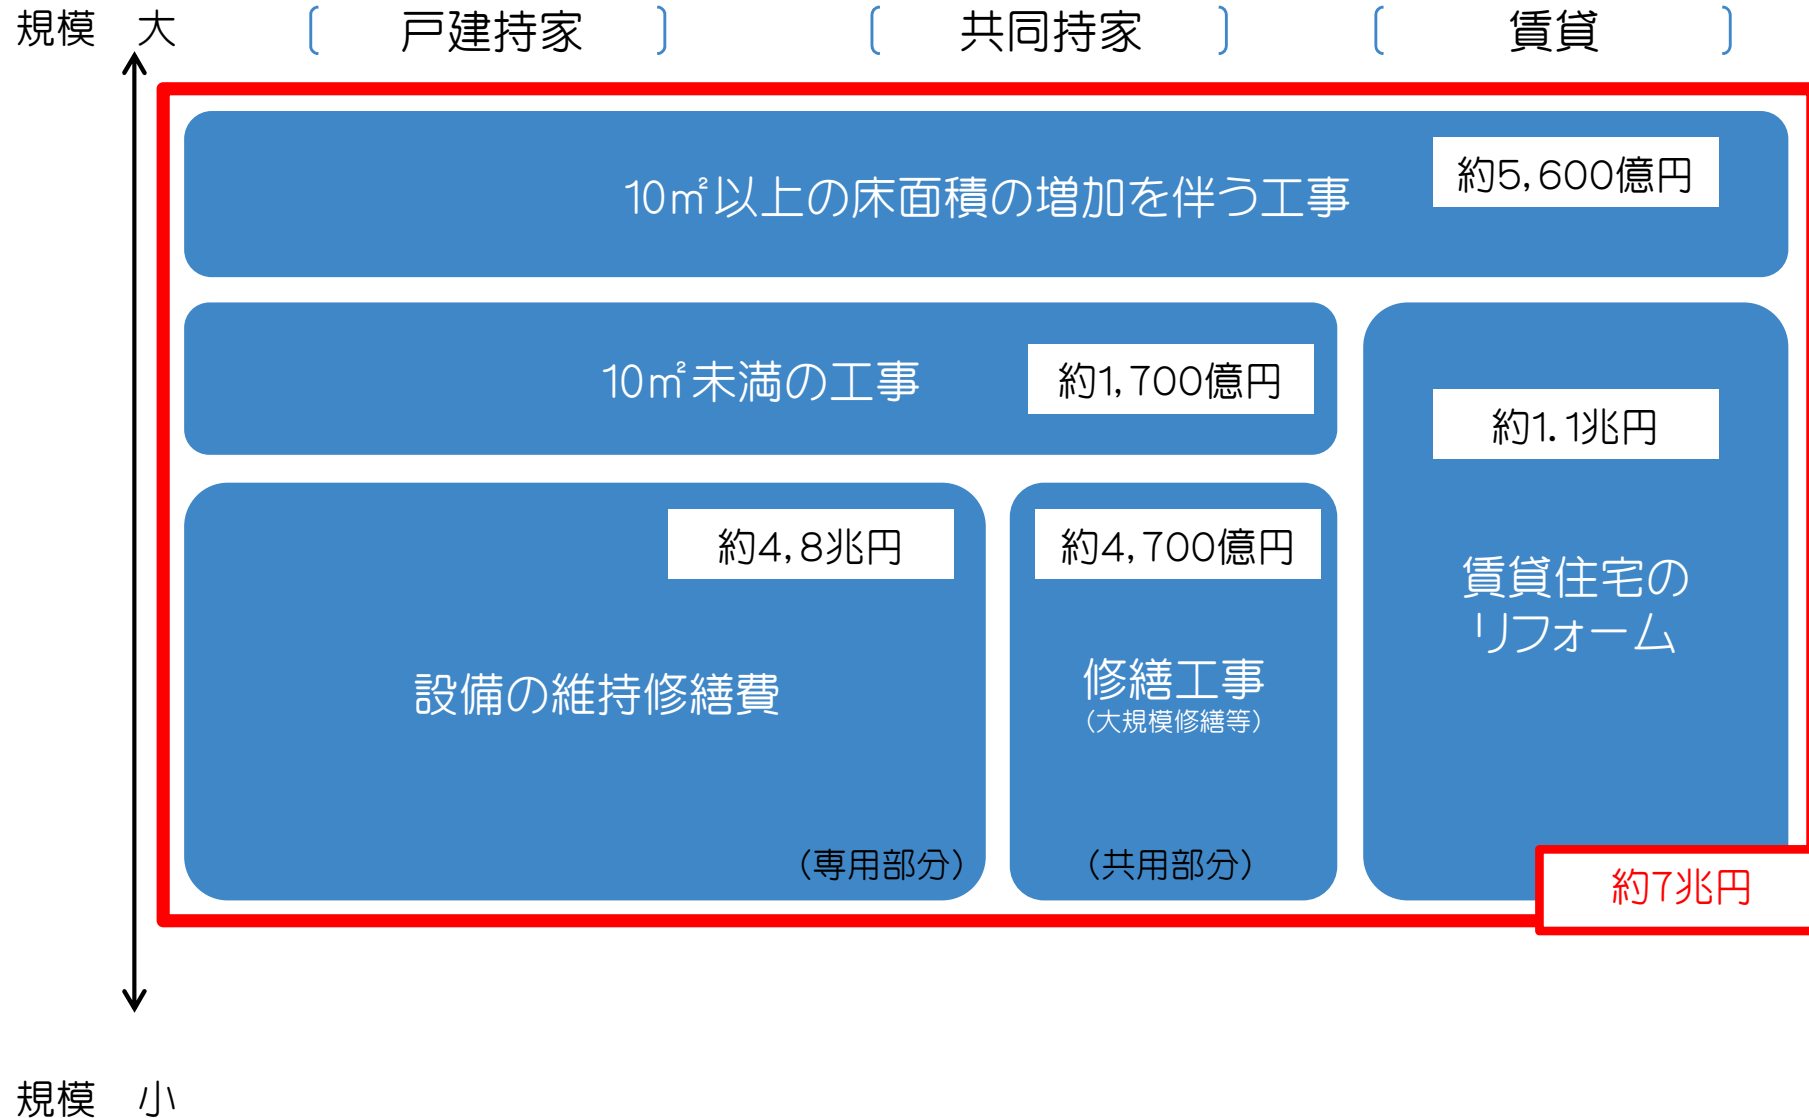 規模 大
〔 戸建持家 〕 〔 共同持家 〕 〔 賃貸 〕
10㎡以上の床面積の増加を伴う工事
約5,600億円
10㎡未満の工事
約1,700億円
約1.1兆円
賃貸住宅の
リフォーム
約4,8兆円
設備の維持修繕費
(専用部分)
約4,700億円
修繕工事
(大規模修繕等)
(共用部分)
約7兆円
規模 小